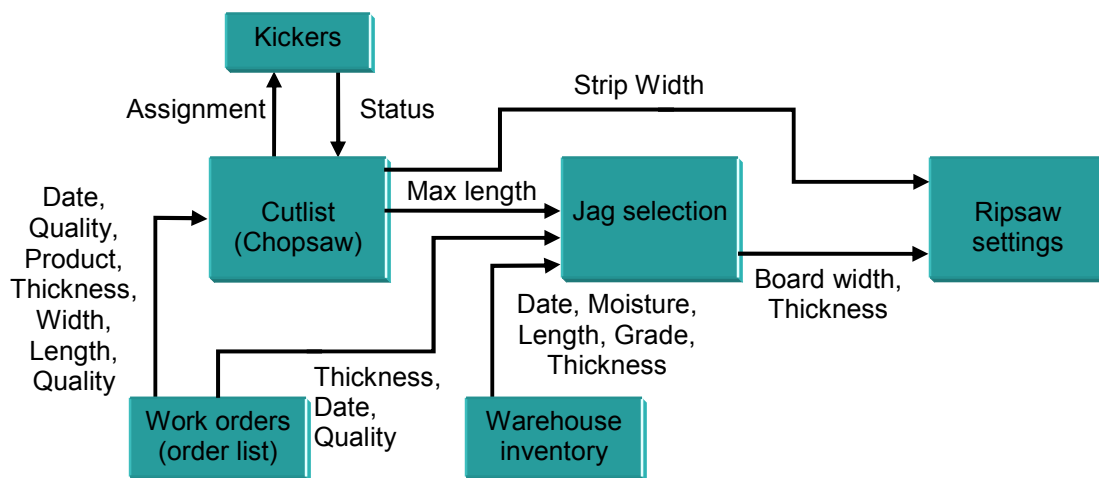 Kickers
Assignment
Status
Strip Width
Date,
Quality,
Product,
Thickness,
Width,
Length,
Quality
Cutlist
(Chopsaw)
Max length
Jag selection
Ripsaw
settings
Board width,
Thickness
Date, Moisture,
Length, Grade,
Thickness
Thickness,
Date,
Quality
Work orders
(order list)
Warehouse
inventory